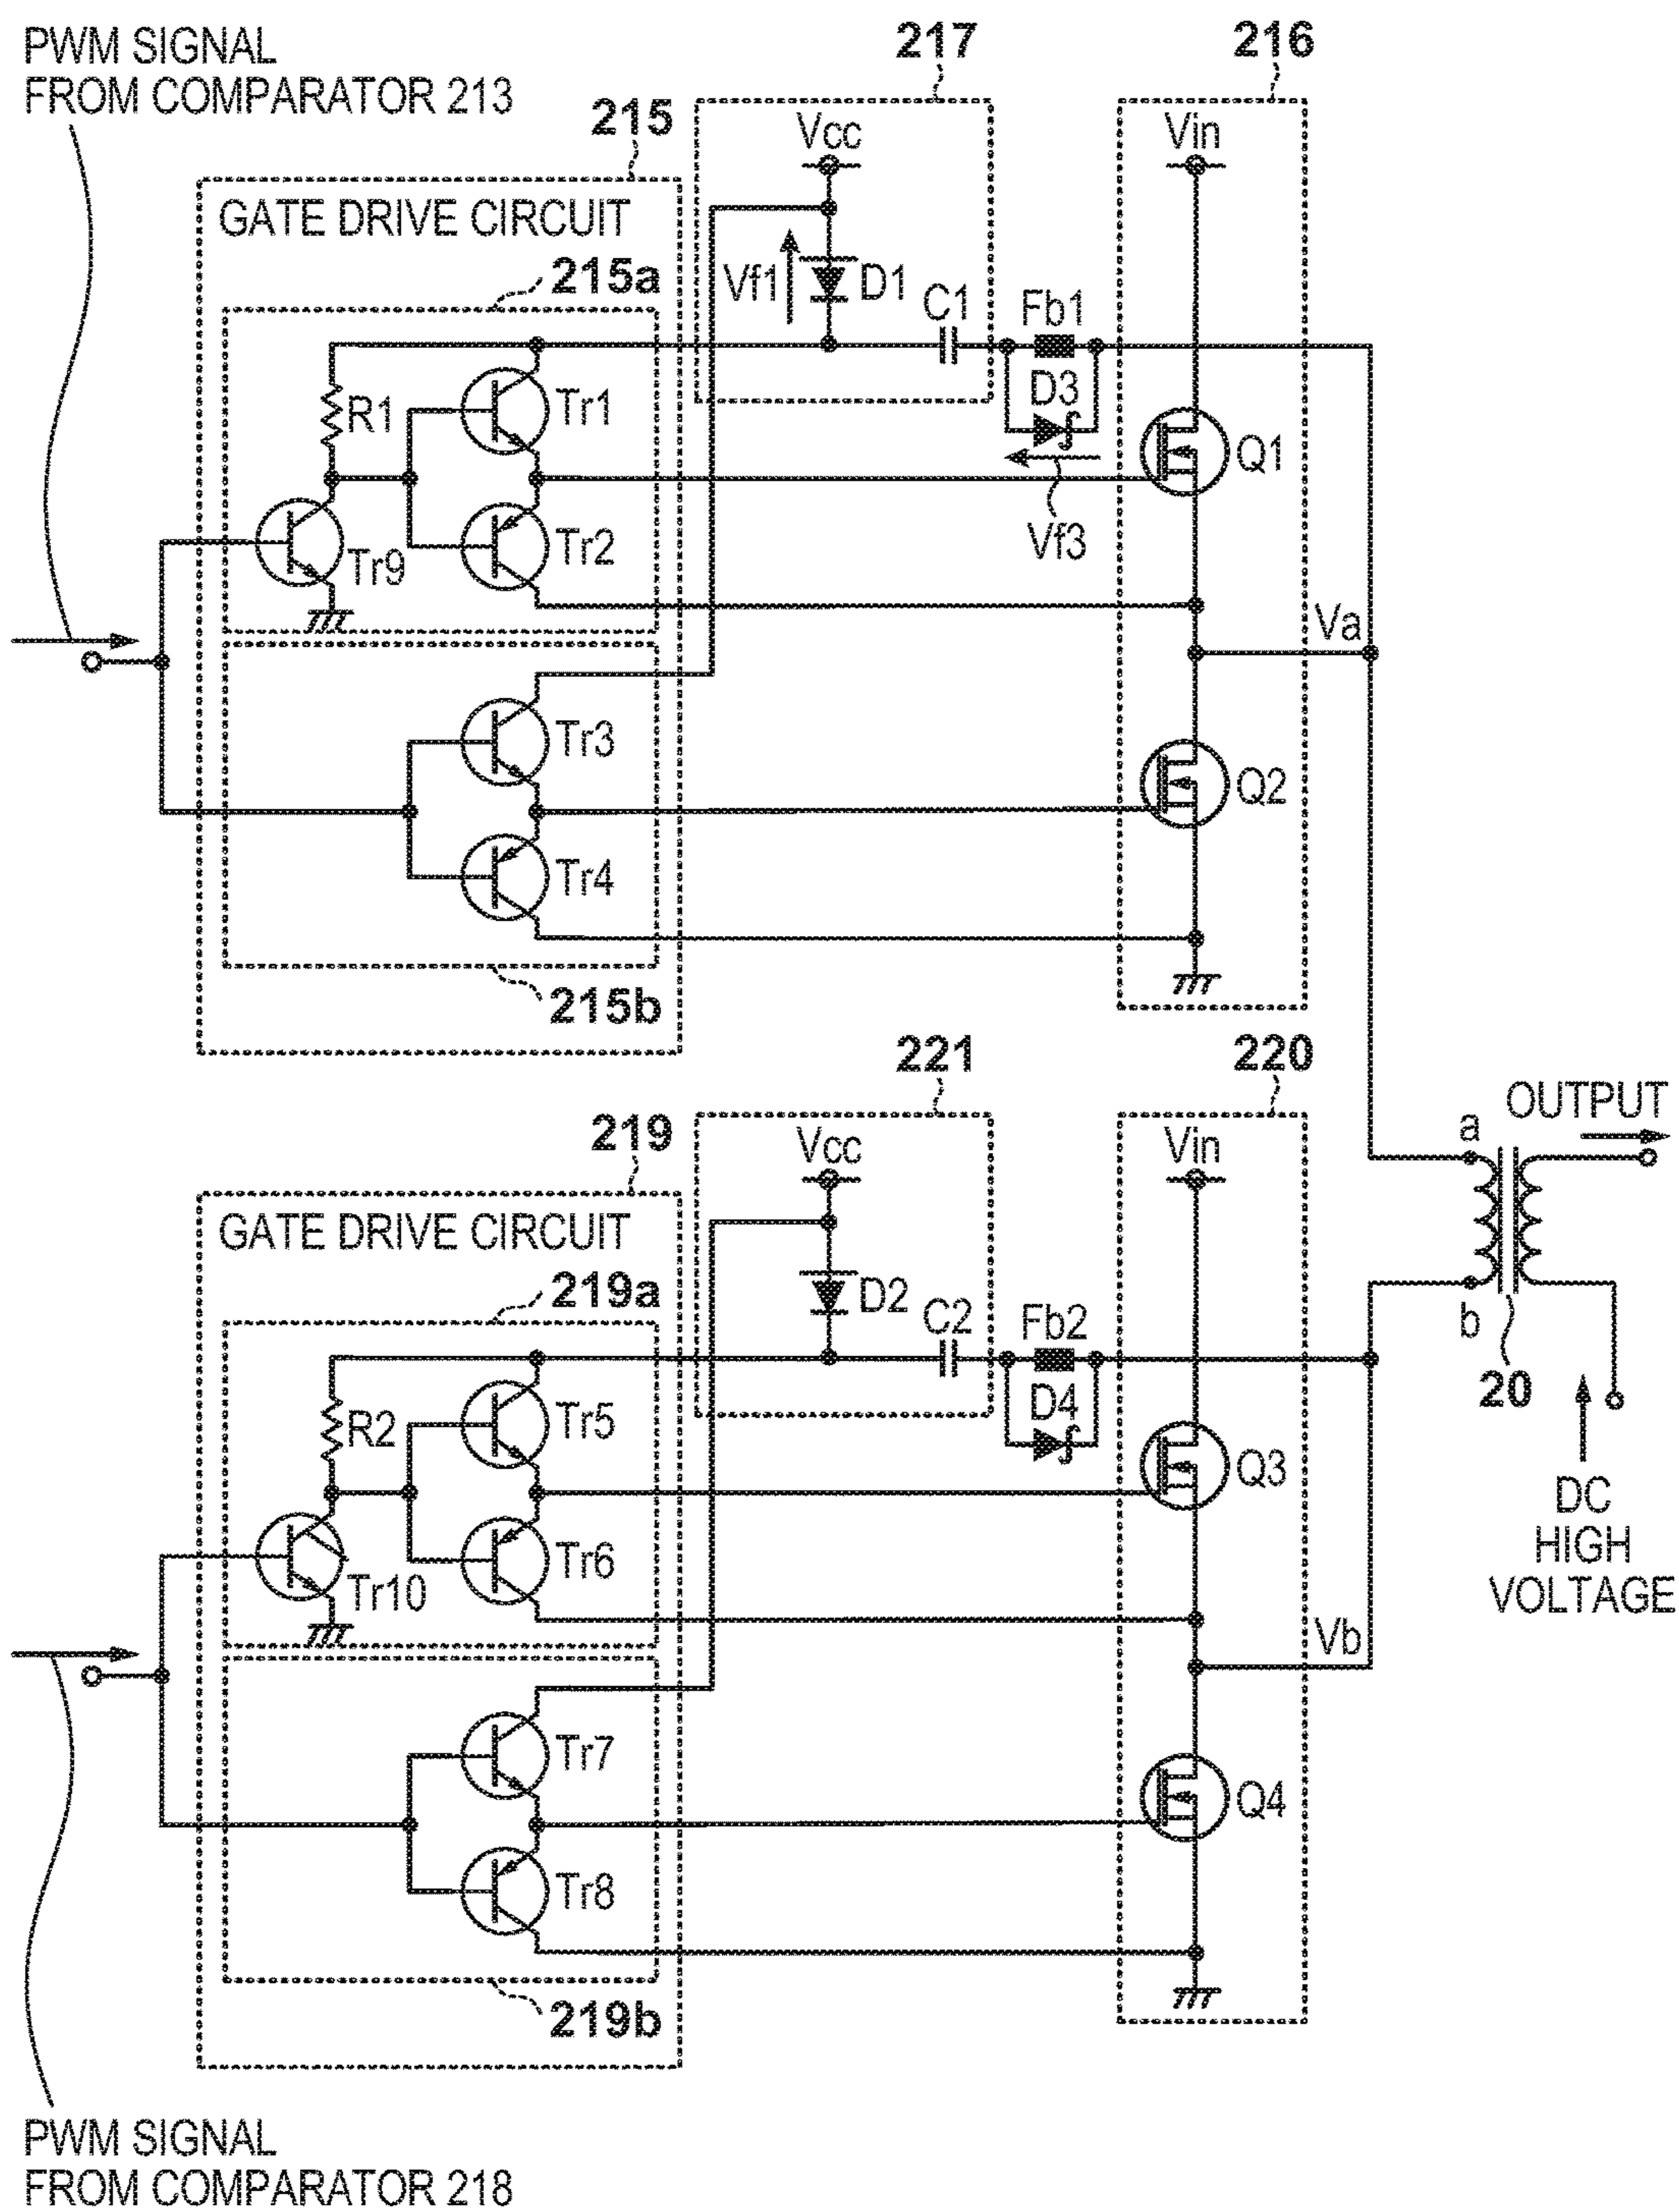 PWM SIGNAL
FROM COMPARATOR 213
217
216
215
Vcc
Vin
GATE DRIVE CIRCUIT
215a
Vf1
D1
C1
Fb1
D3
R1
Tr1
Q1
Vf3
Tr2
Tr9
Va
Tr3
Q2
Tr4
215b
221
220
OUTPUT
219
Vcc
Vin
a
GATE DRIVE CIRCUIT
219a
D2
C2
Fb2
b
20
D4
R2
Tr5
Q3
DC
HIGH
VOLTAGE
Tr6
Tr10
Vb
Tr7
Q4
Tr8
219b
PWM SIGNAL
FROM COMPARATOR 218